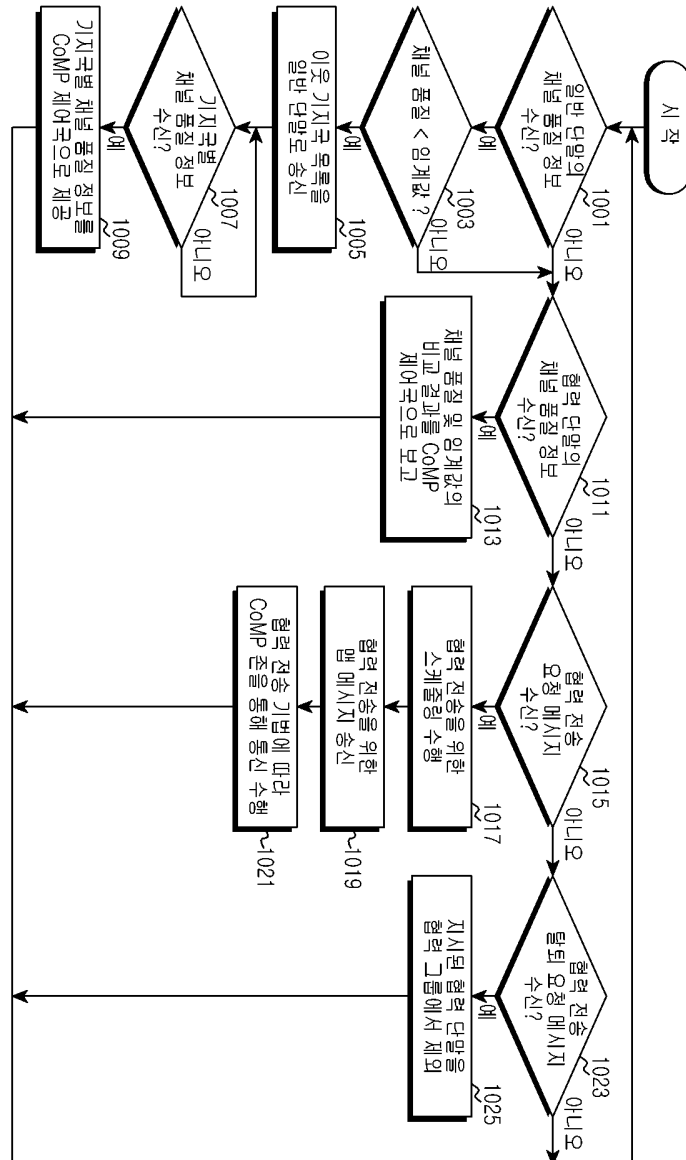 시 작
일반 단말의
채널 품질 정보
수신?
1001
예
아니오
채널 품질 < 임계값 ?
1003
예
아니오
이웃 기지국 목록을
일반 단말로 송신
1005
기지국별
채널 품질 정보
수신?
1007
예
아니오
기지국별 채널 품질 정보를
CoMP 제어국으로 제공
1009
협력 단말의
채널 품질 정보
수신?
1011
예
아니오
채널 품질 및 임계값의
비교 결과를 CoMP
제어국으로 보고
1013
협력 전송
요청 메시지
수신?
1015
예
아니오
협력 전송을 위한
스케줄링 수행
1017
협력 전송을 위한
맵 메시지 송신
1019
협력 전송 기법에 따라
CoMP 존을 통해 통신 수행
1021
협력 전송
탈퇴 요청 메시지
수신?
1023
예
아니오
지시된 협력 단말을
협력 그룹에서 제외
1025